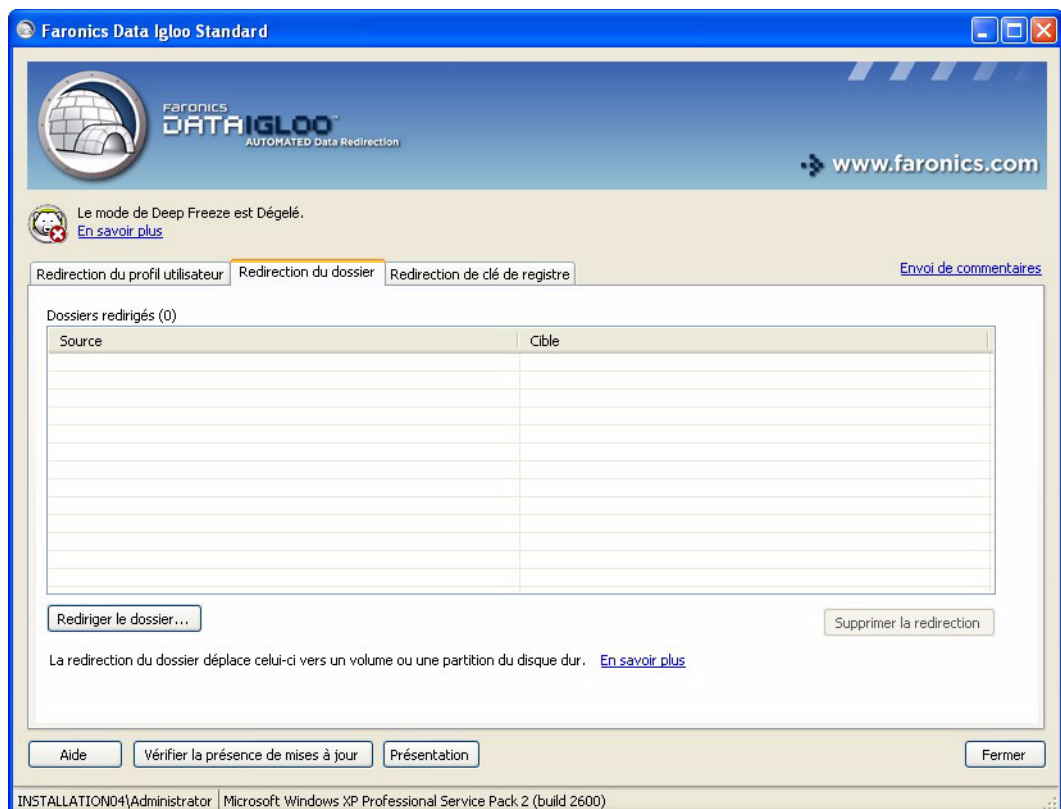 Faronics Data Igloo Standard
FARONICS
DATAIGLOO™
AUTOMATED Data Redirection
www.faronics.com
Le mode de Deep Freeze est Dégelé.
En savoir plus
Redirection du profil utilisateur Redirection du dossier Redirection de clé de registre Envoi de commentaires
Dossiers redirigés (0)
Source Cible
Rediriger le dossier... Supprimer la redirection
La redirection du dossier déplace celui-ci vers un volume ou une partition du disque dur. En savoir plus
Aide Vérifier la présence de mises à jour Présentation Fermer
INSTALLATION04\Administrator Microsoft Windows XP Professional Service Pack 2 (build 2600)